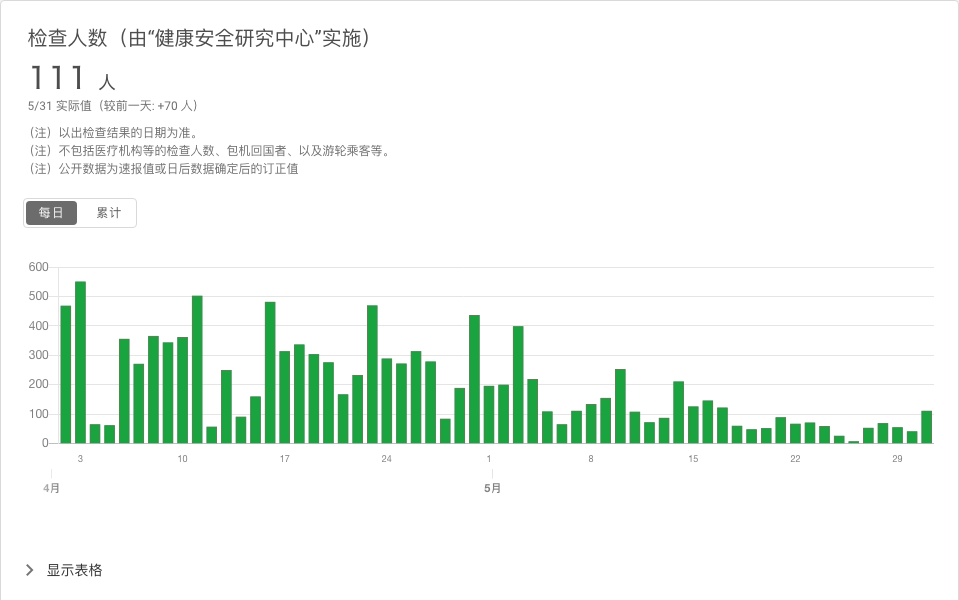 检查人数（由“健康安全研究中心”实施）
111 人
5/31 实际值（较前一天: +70 人）
（注）以出检查结果的日期为准。
（注）不包括医疗机构等的检查人数、包机回国者、以及游轮乘客等。
（注）公开数据为速报值或日后数据确定后的订正值
每日 累计
600
500
400
300
200
100
0
3 10 17 24 1 8 15 22 29
4月 5月
显示表格